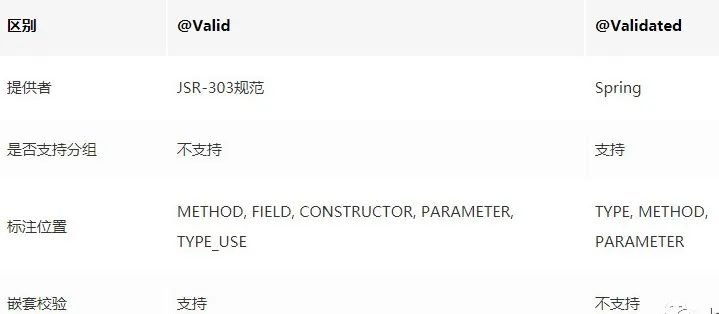 区别 @Valid @Validated
提供者 JSR-303规范 Spring
是否支持分组 不支持 支持
标注位置 METHOD, FIELD, CONSTRUCTOR, PARAMETER, TYPE_USE TYPE, METHOD, PARAMETER
嵌套校验 支持 不支持